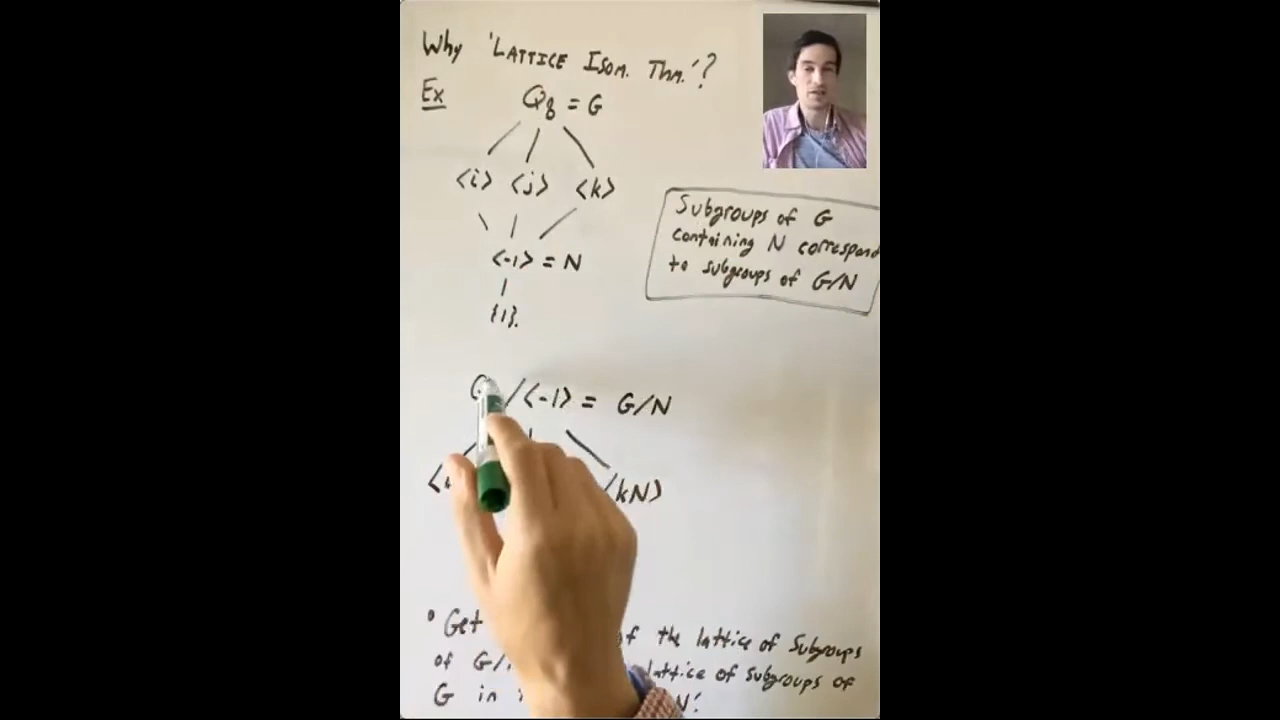 Why 'LATTICE ISOM. THM.'?
Ex
Q8 = G
<i> <j> <k>
<-1> = N
{1}.
Subgroups of G
containing N correspond
to subgroups of G/N
/<-1> = G/N
<kN>
• Get of the lattice of subgroups
of G/ lattice of subgroups of
G in N'.